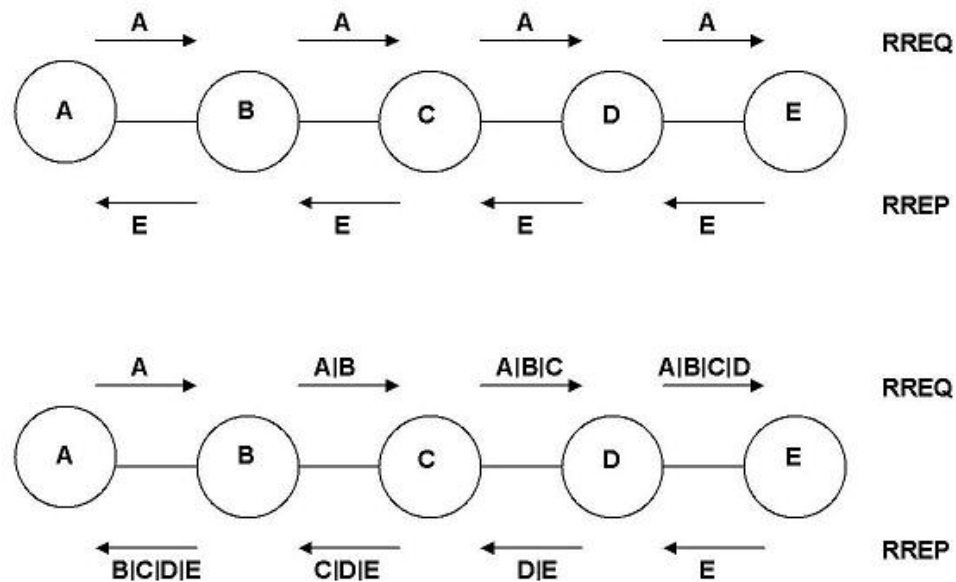 A A A A RREQ
A B C D E
E E E E RREP
A A|B A|B|C A|B|C|D RREQ
A B C D E
B|C|D|E C|D|E D|E E RREP